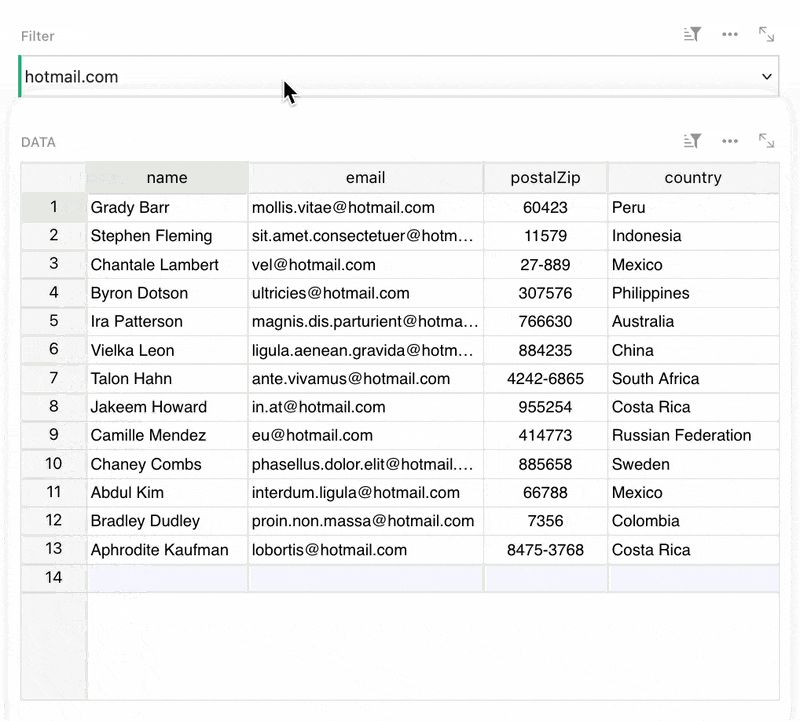 Filter
hotmail.com
DATA
name email postalZip country
1 Grady Barr mollis.vitae@hotmail.com 60423 Peru
2 Stephen Fleming sit.amet.consectetuer@hotm... 11579 Indonesia
3 Chantale Lambert vel@hotmail.com 27-889 Mexico
4 Byron Dotson ultricies@hotmail.com 307576 Philippines
5 Ira Patterson magnis.dis.parturient@hotma... 766630 Australia
6 Vielka Leon ligula.aenean.gravida@hotm... 884235 China
7 Talon Hahn ante.vivamus@hotmail.com 4242-6865 South Africa
8 Jakeem Howard in.at@hotmail.com 955254 Costa Rica
9 Camille Mendez eu@hotmail.com 414773 Russian Federation
10 Chaney Combs phasellus.dolor.elit@hotmail.... 885658 Sweden
11 Abdul Kim interdum.ligula@hotmail.com 66788 Mexico
12 Bradley Dudley proin.non.massa@hotmail.com 7356 Colombia
13 Aphrodite Kaufman lobortis@hotmail.com 8475-3768 Costa Rica
14